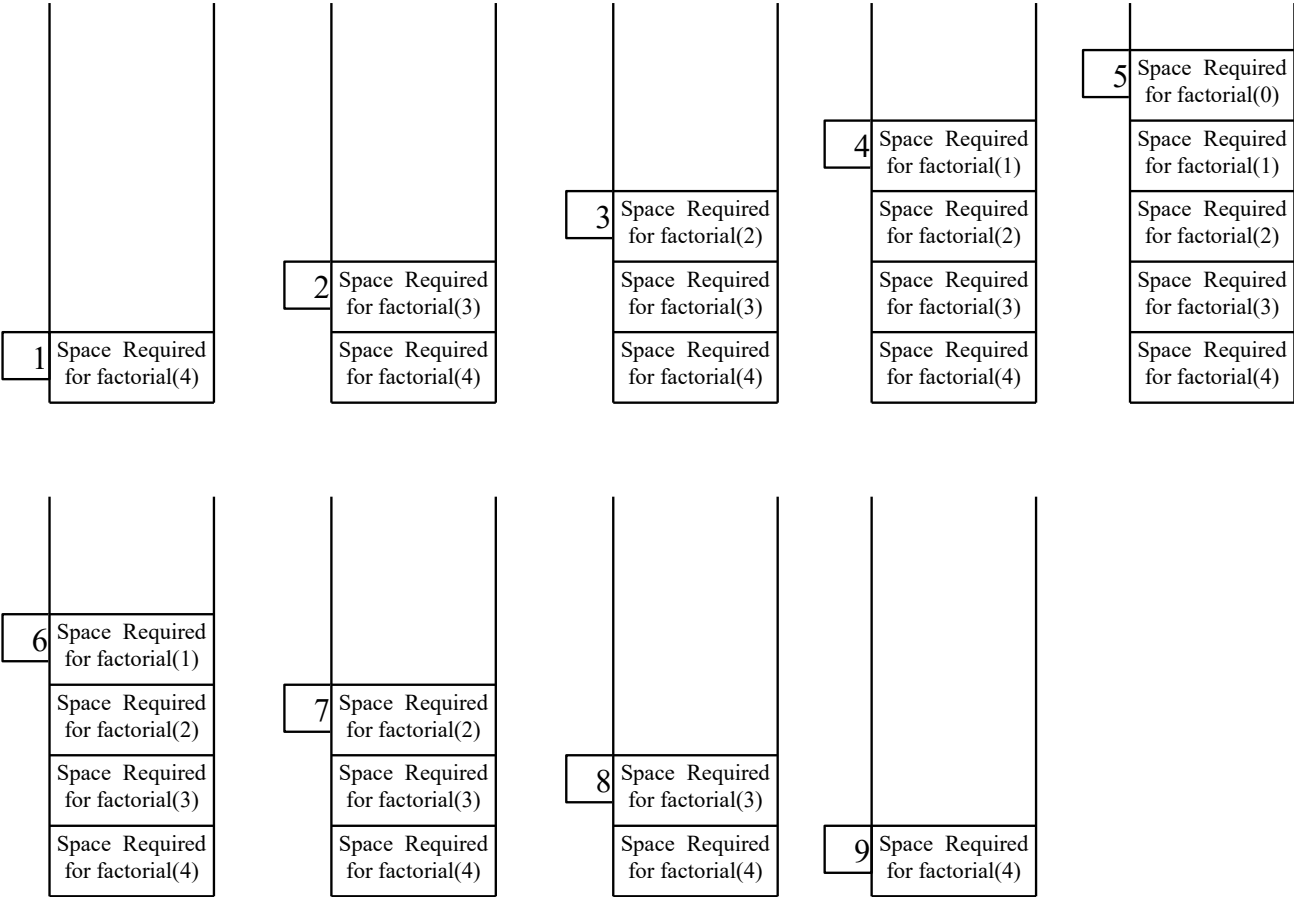 1
Space Required
for factorial(4)
2
Space Required
for factorial(3)
Space Required
for factorial(4)
3
Space Required
for factorial(2)
Space Required
for factorial(3)
Space Required
for factorial(4)
4
Space Required
for factorial(1)
Space Required
for factorial(2)
Space Required
for factorial(3)
Space Required
for factorial(4)
5
Space Required
for factorial(0)
Space Required
for factorial(1)
Space Required
for factorial(2)
Space Required
for factorial(3)
Space Required
for factorial(4)
6
Space Required
for factorial(1)
Space Required
for factorial(2)
Space Required
for factorial(3)
Space Required
for factorial(4)
7
Space Required
for factorial(2)
Space Required
for factorial(3)
Space Required
for factorial(4)
8
Space Required
for factorial(3)
Space Required
for factorial(4)
9
Space Required
for factorial(4)